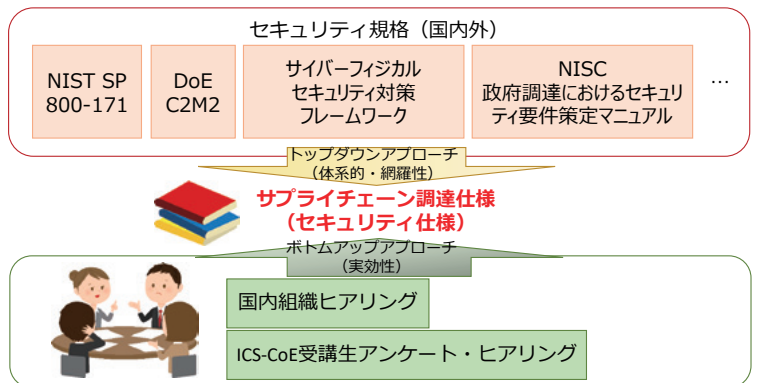 セキュリティ規格（国内外）
NIST SP
800-171
DoE
C2M2
サイバーフィジカル
セキュリティ対策
フレームワーク
NISC
政府調達におけるセキュリ
ティ要件策定マニュアル
…
トップダウンアプローチ
（体系的・網羅性）
サプライチェーン調達仕様
（セキュリティ仕様）
ボトムアップアプローチ
（実効性）
国内組織ヒアリング
ICS-CoE受講生アンケート・ヒアリング